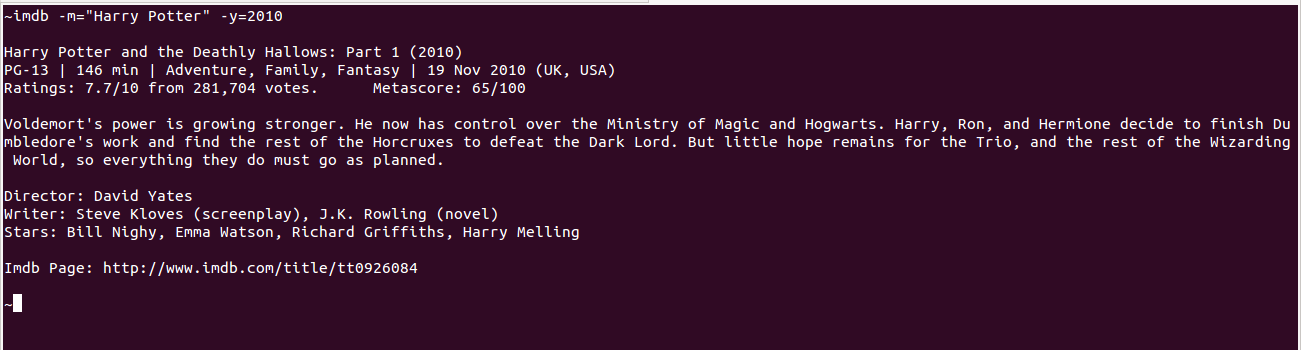 ~imdb -m="Harry Potter" -y=2010
Harry Potter and the Deathly Hallows: Part 1 (2010)
PG-13 | 146 min | Adventure, Family, Fantasy | 19 Nov 2010 (UK, USA)
Ratings: 7.7/10 from 281,704 votes.      Metascore: 65/100
Voldemort's power is growing stronger. He now has control over the Ministry of Magic and Hogwarts. Harry, Ron, and Hermione decide to finish Du
mbledore's work and find the rest of the Horcruxes to defeat the Dark Lord. But little hope remains for the Trio, and the rest of the Wizarding
 World, so everything they do must go as planned.
Director: David Yates
Writer: Steve Kloves (screenplay), J.K. Rowling (novel)
Stars: Bill Nighy, Emma Watson, Richard Griffiths, Harry Melling
Imdb Page: http://www.imdb.com/title/tt0926084
~